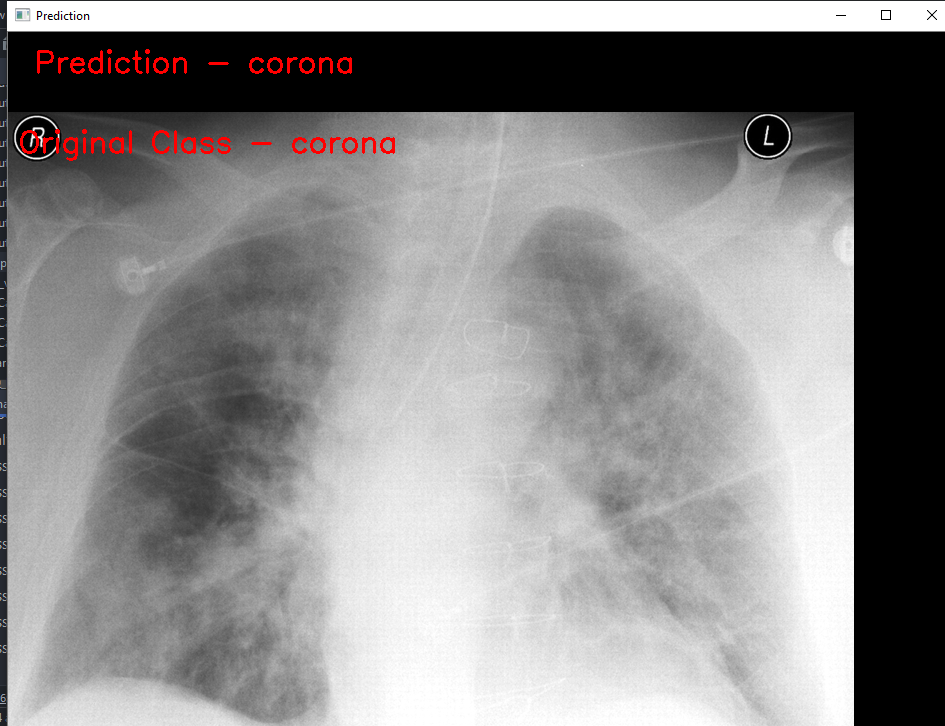 Prediction
Prediction – corona
R
Original Class – corona
L